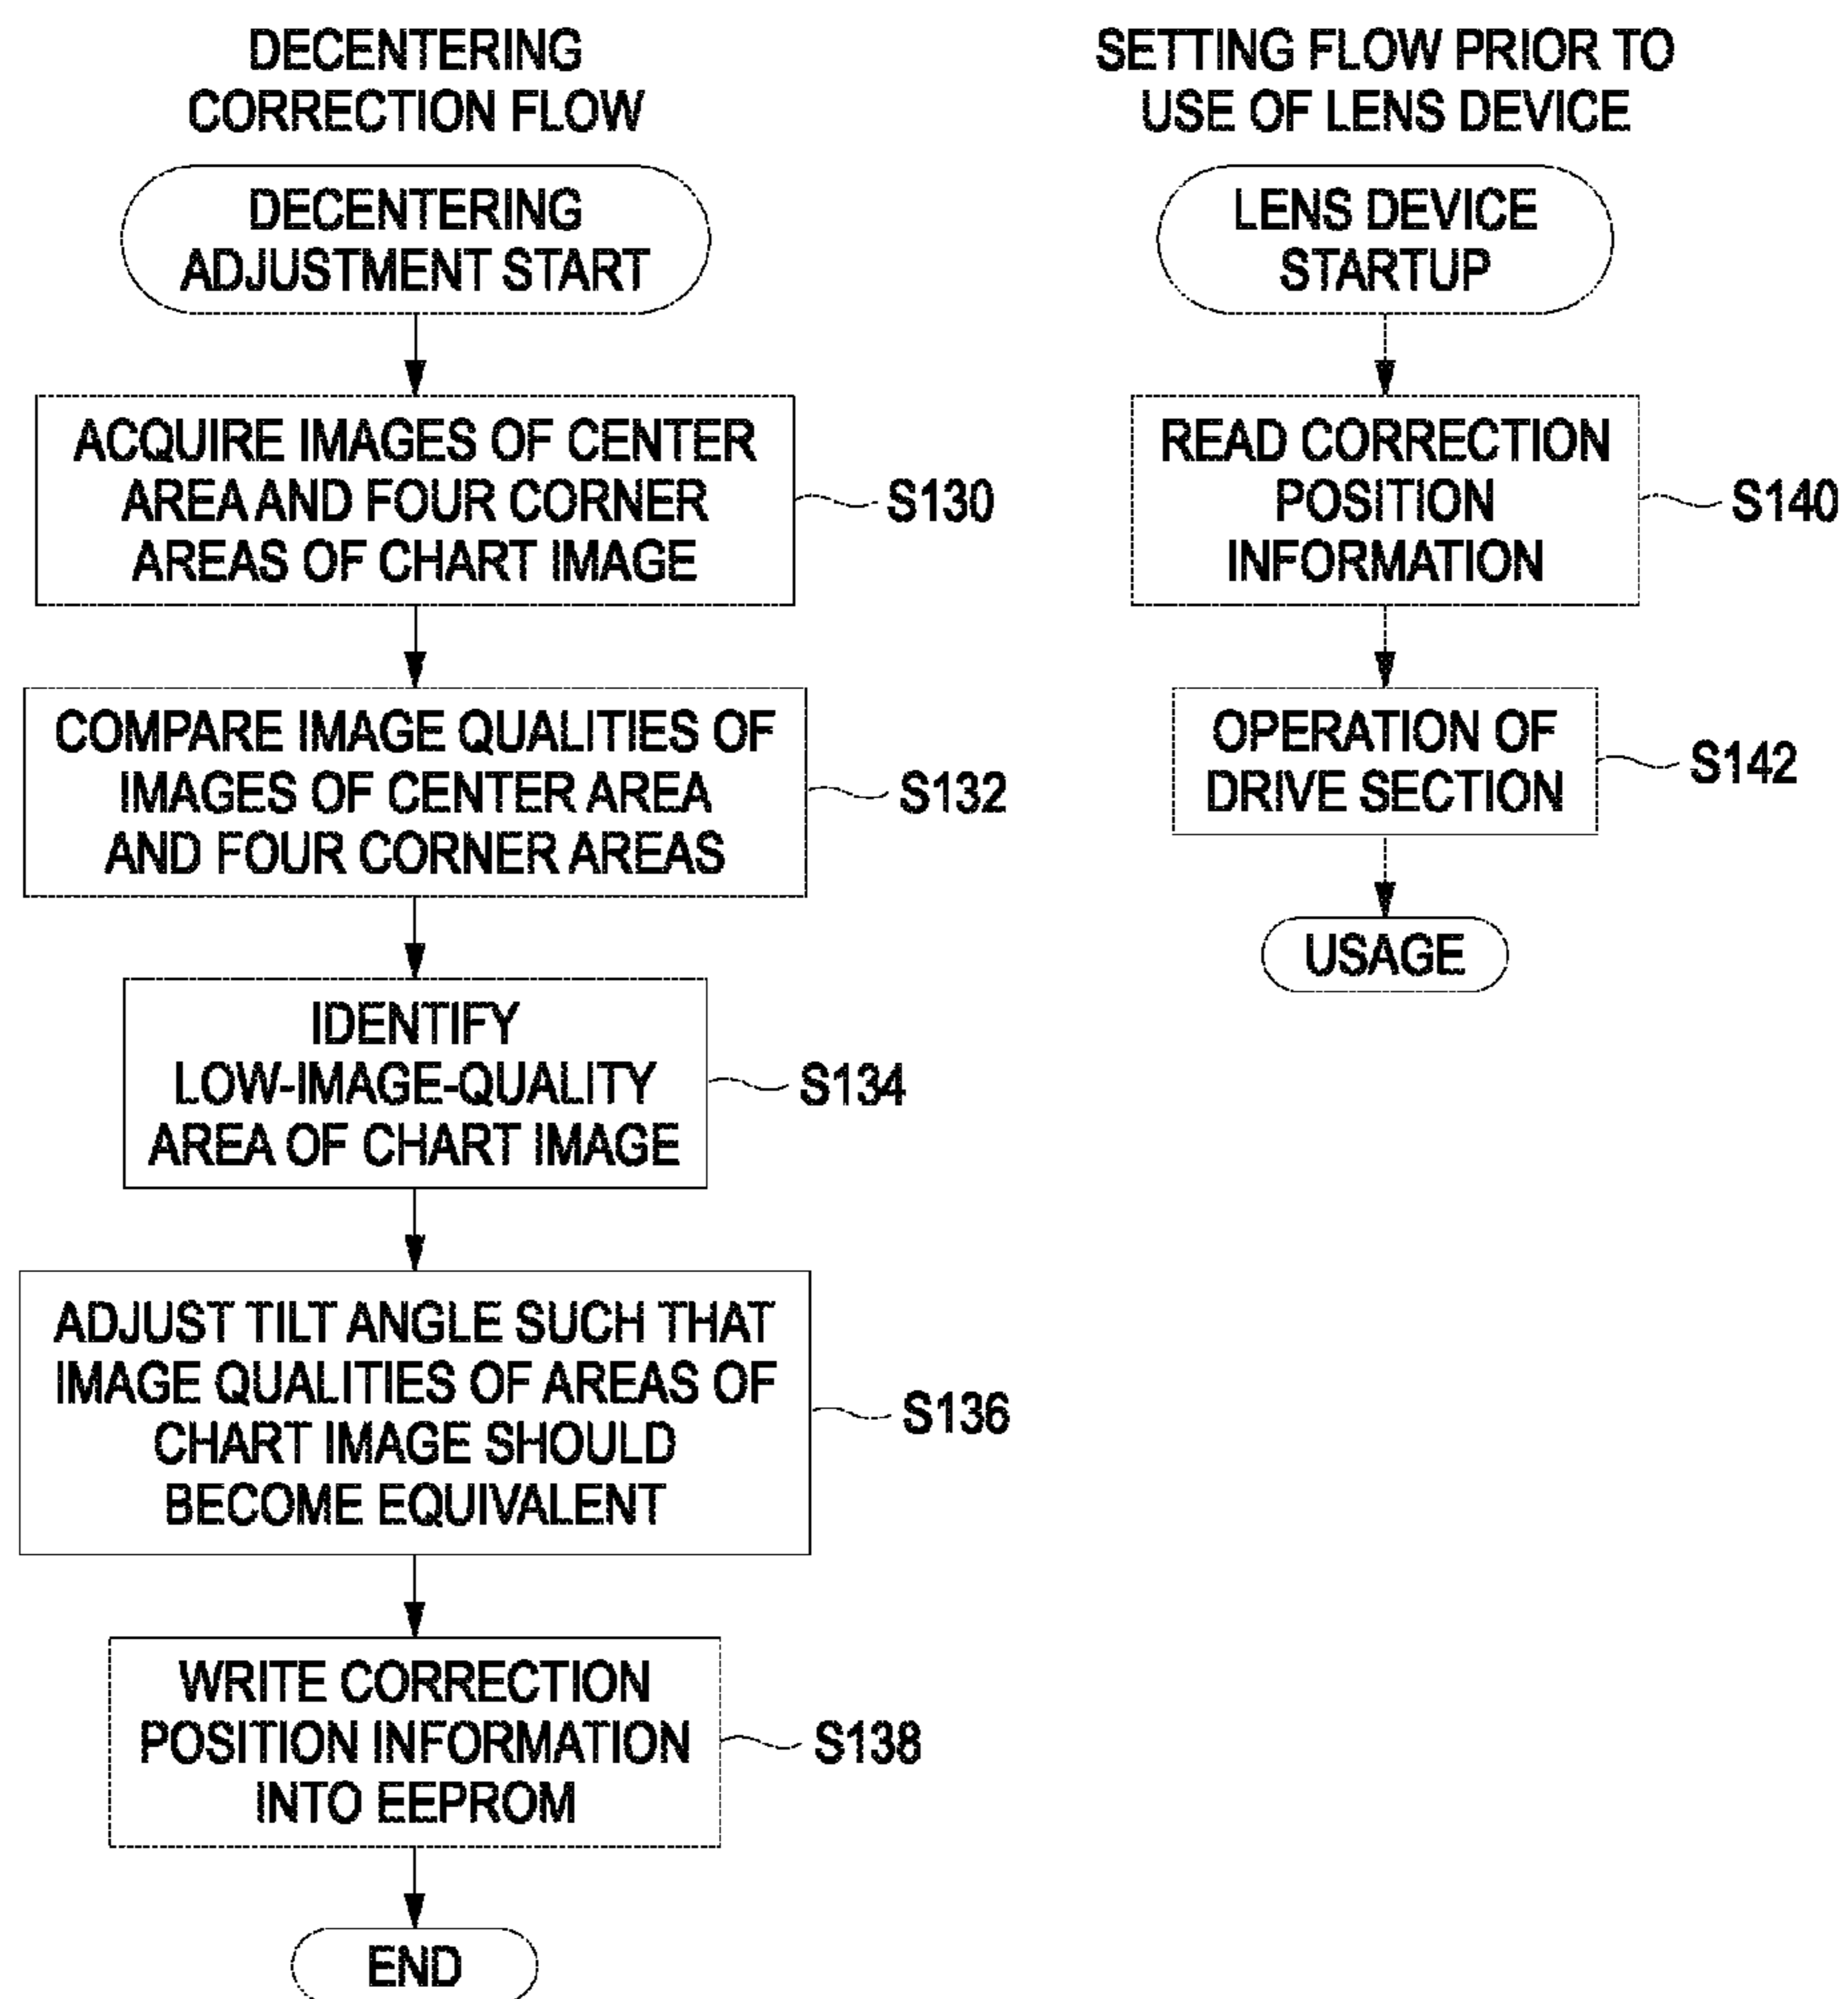 DECENTERING
CORRECTION FLOW
DECENTERING
ADJUSTMENT START
ACQUIRE IMAGES OF CENTER
AREA AND FOUR CORNER
AREAS OF CHART IMAGE
S130
COMPARE IMAGE QUALITIES OF
IMAGES OF CENTER AREA
AND FOUR CORNER AREAS
S132
IDENTIFY
LOW-IMAGE-QUALITY
AREA OF CHART IMAGE
S134
ADJUST TILT ANGLE SUCH THAT
IMAGE QUALITIES OF AREAS OF
CHART IMAGE SHOULD
BECOME EQUIVALENT
S136
WRITE CORRECTION
POSITION INFORMATION
INTO EEPROM
S138
END
SETTING FLOW PRIOR TO
USE OF LENS DEVICE
LENS DEVICE
STARTUP
READ CORRECTION
POSITION
INFORMATION
S140
OPERATION OF
DRIVE SECTION
S142
USAGE